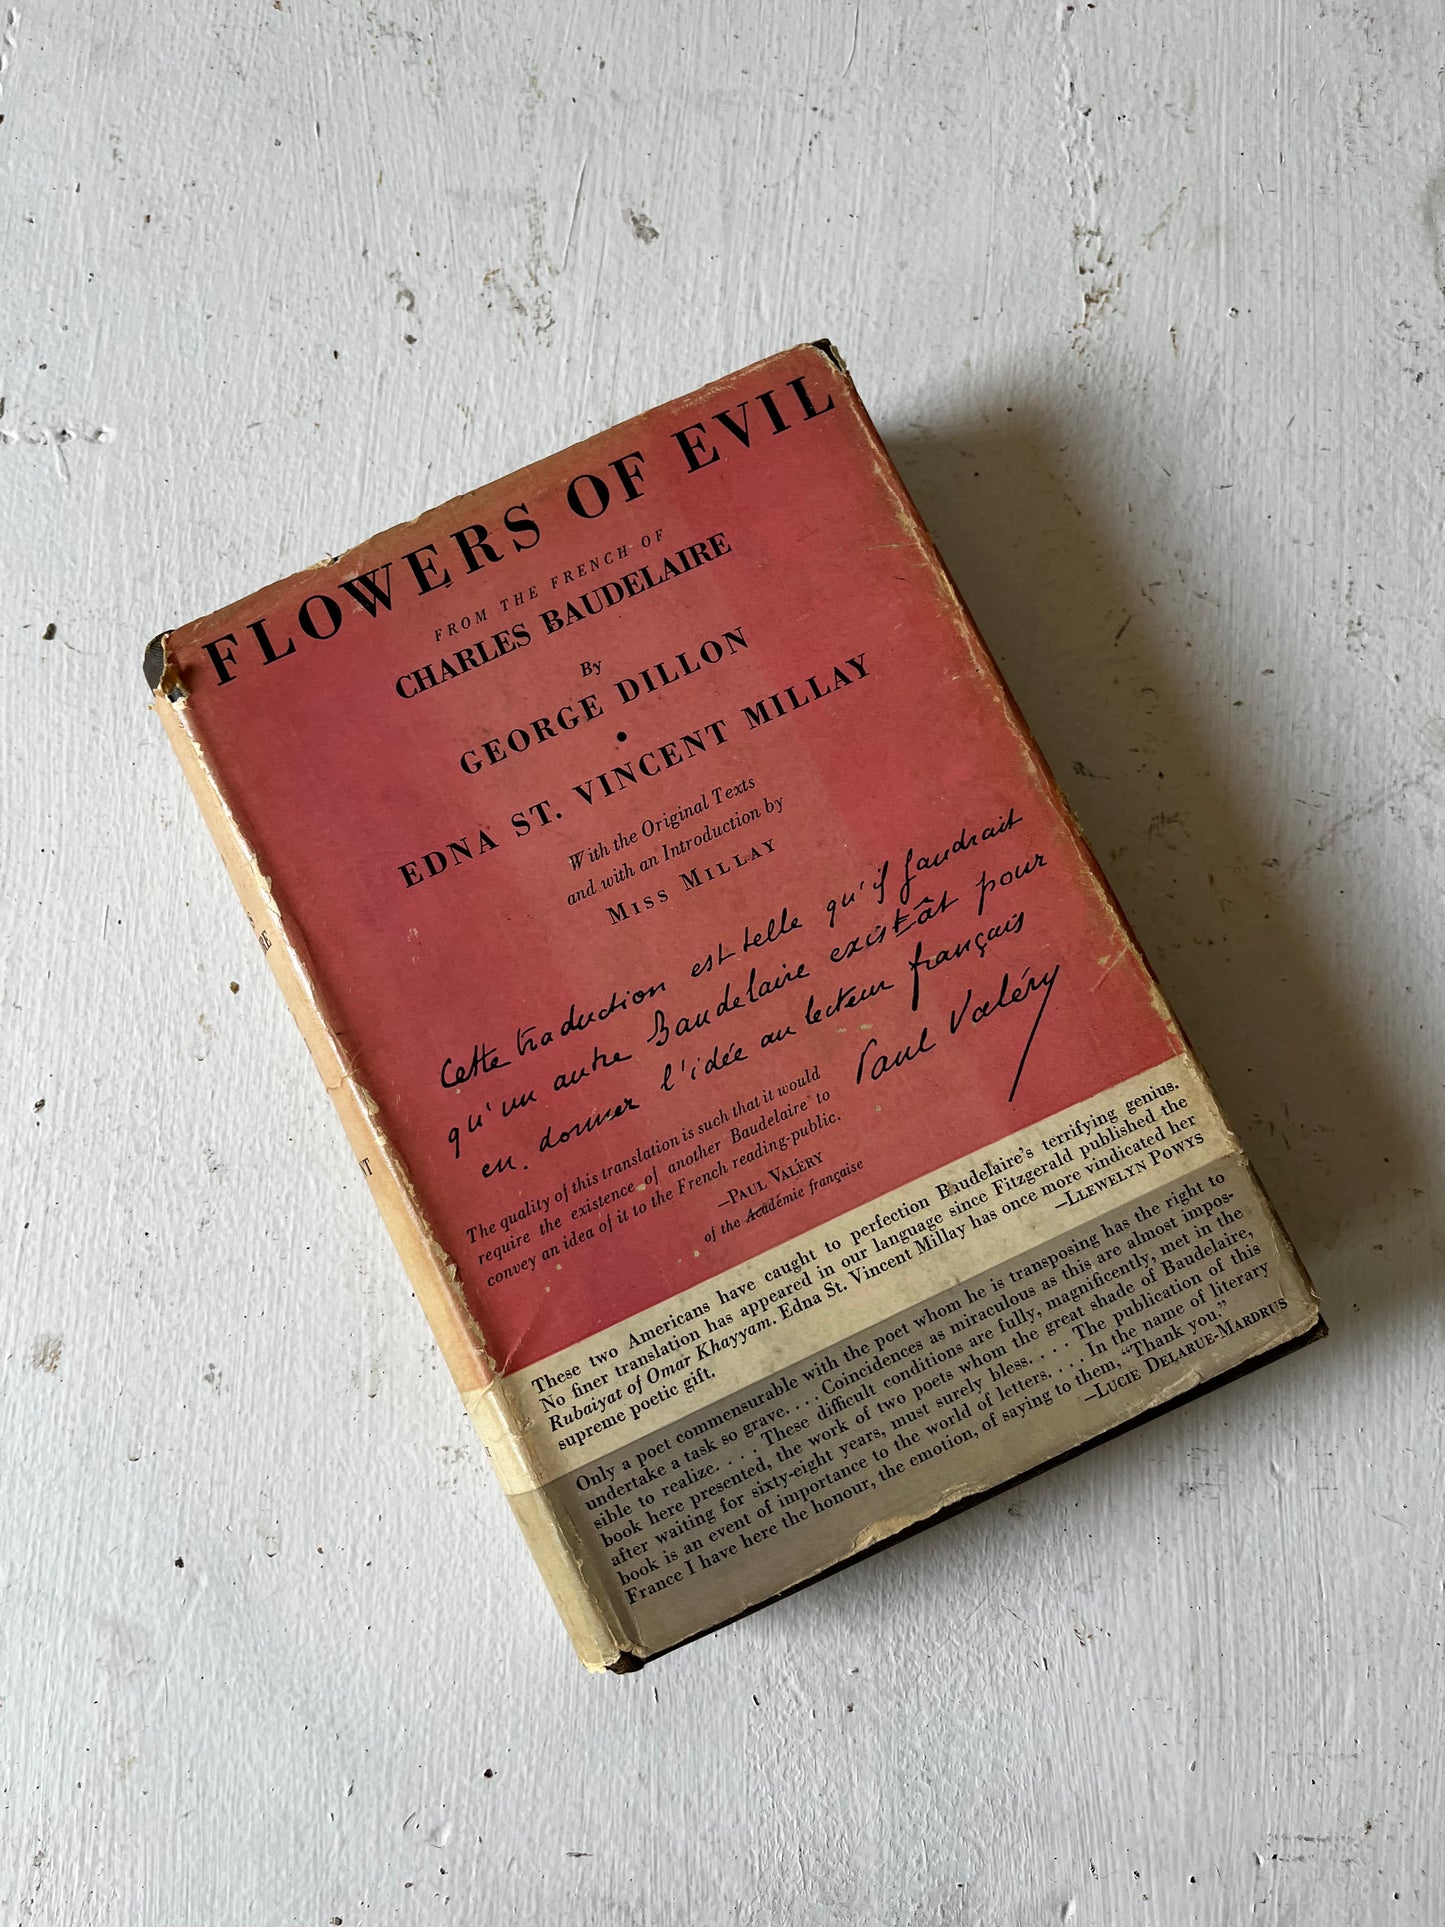 FLOWERS OF EVIL
FROM THE FRENCH OF
CHARLES BAUDELAIRE
By
GEORGE DILLON
•
EDNA ST. VINCENT MILLAY
With the Original Texts
and with an Introduction by
MISS MILLAY
Cette traduction est telle qu'il faudrait
qu'un autre Baudelaire existât pour
en donner l'idée au lecteur français
Paul Valéry
The quality of this translation is such that it would
require the existence of another Baudelaire to
convey an idea of it to the French reading-public.
—PAUL VALÉRY
of the Académie française
These two Americans have caught to perfection Baudelaire's terrifying genius.
No finer translation has appeared in our language since Fitzgerald published the
Rubaiyat of Omar Khayyam. Edna St. Vincent Millay has once more vindicated her
supreme poetic gift.
—LLEWELYN POWYS
Only a poet commensurable with the poet whom he is transposing has the right to
undertake a task so grave. . . . Coincidences as miraculous as this are almost impos-
sible to realize. . . . These difficult conditions are fully, magnificently, met in the
book here presented, the work of two poets whom the great shade of Baudelaire,
after waiting for sixty-eight years, must surely bless. . . . The publication of this
book is an event of importance to the world of letters. . . . In the name of literary
France I have here the honour, the emotion, of saying to them, "Thank you."
—LUCIE DELARUE-MARDRUS